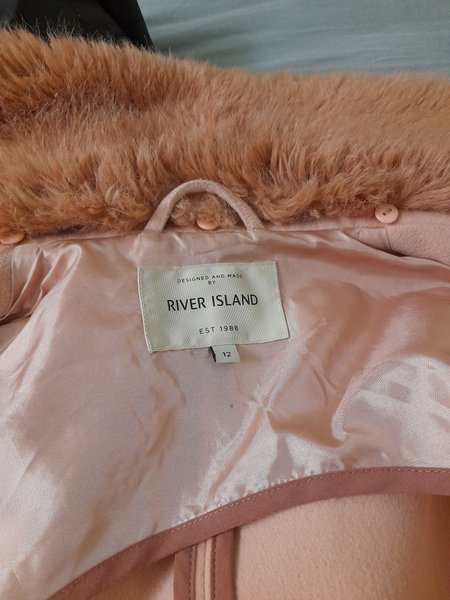 DESIGNED AND MADE
BY
RIVER ISLAND
EST 1988
12